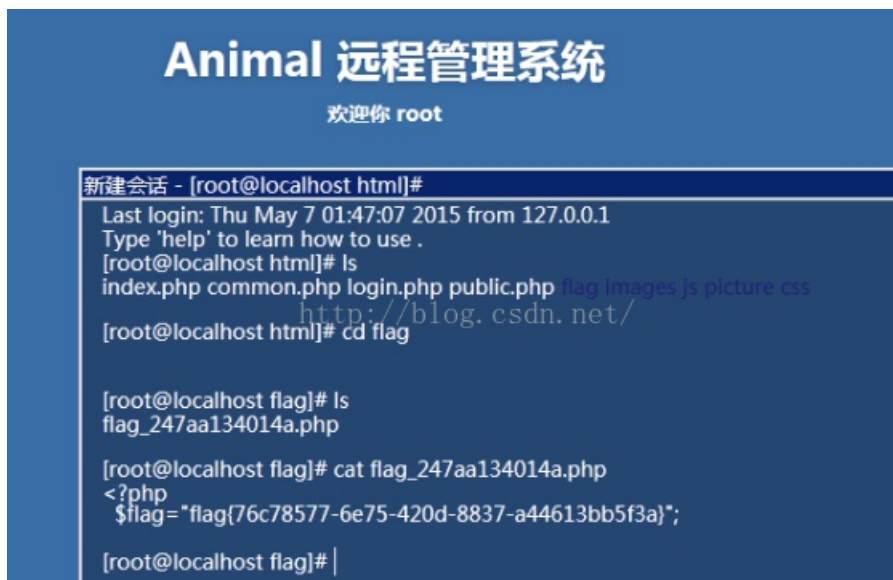 Animal 远程管理系统
欢迎你 root
新建会话 - [root@localhost html]#
Last login: Thu May 7 01:47:07 2015 from 127.0.0.1
Type 'help' to learn how to use .
[root@localhost html]# ls
index.php common.php login.php public.php flag images js picture css
http://blog.csdn.net/
[root@localhost html]# cd flag
[root@localhost flag]# ls
flag_247aa134014a.php
[root@localhost flag]# cat flag_247aa134014a.php
<?php
$flag="flag{76c78577-6e75-420d-8837-a44613bb5f3a}";
[root@localhost flag]#